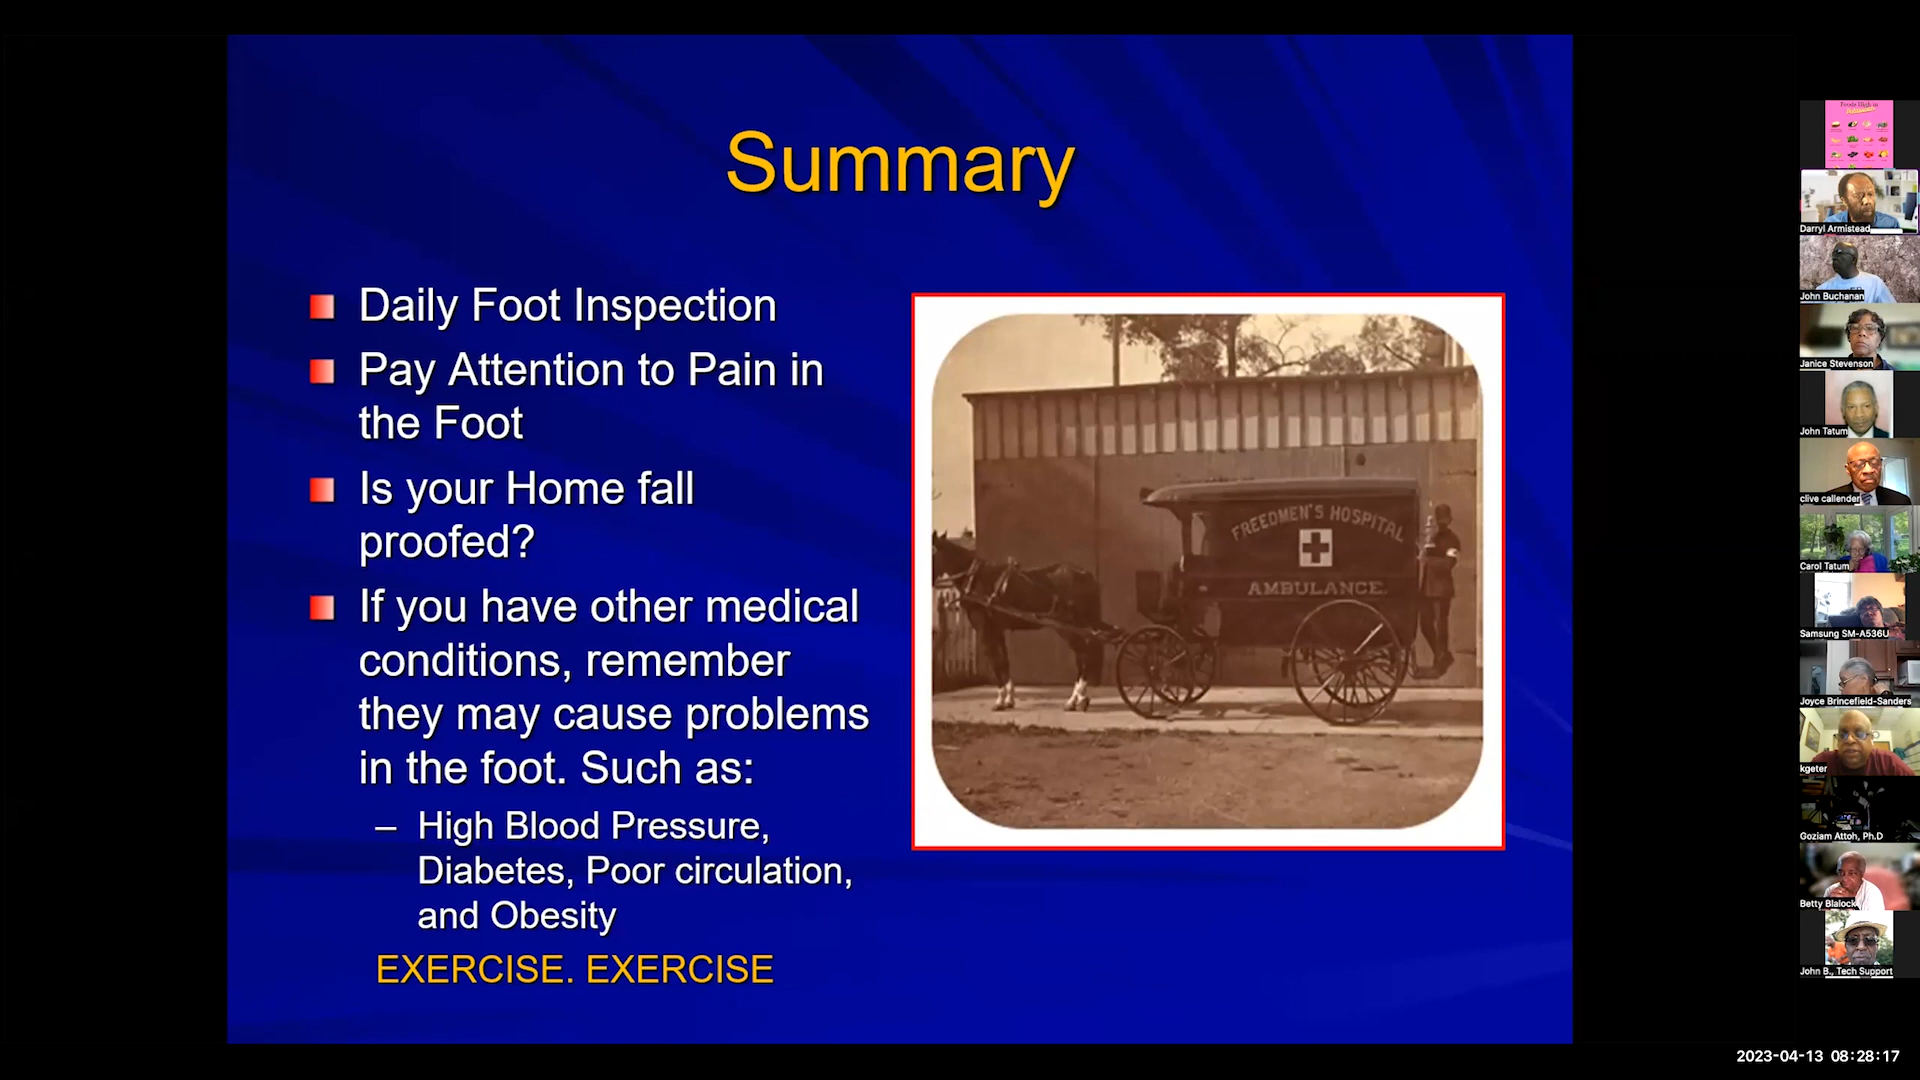 Summary
Daily Foot Inspection
Pay Attention to Pain in
the Foot
Is your Home fall
proofed?
If you have other medical
conditions, remember
they may cause problems
in the foot. Such as:
– High Blood Pressure,
Diabetes, Poor circulation,
and Obesity
EXERCISE. EXERCISE
FREEDMEN'S HOSPITAL
AMBULANCE.
Foods High in
Darryl Armistead
John Buchanan
Janice Stevenson
John Tatum
clive callender
Carol Tatum
Samsung SM-A536U
Joyce Brincefield-Sanders
kgeter
Goziam Attoh, Ph.D
Betty Blalock
John B., Tech Support
2023-04-13 08:28:17